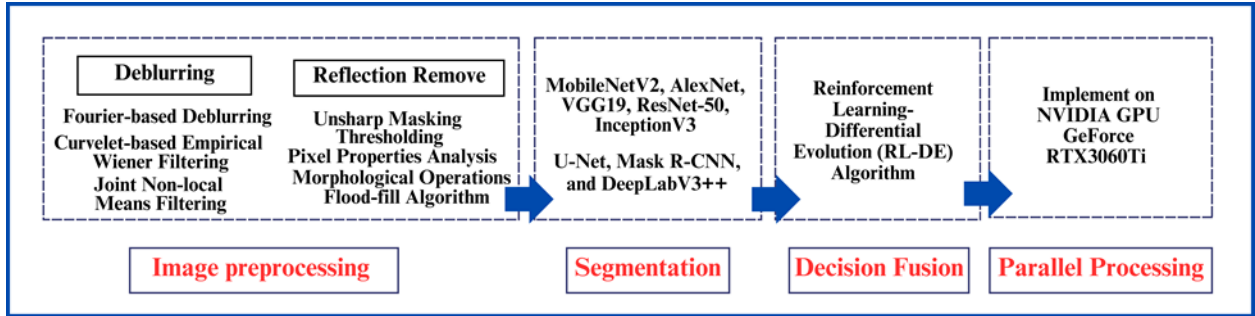 Deblurring
Fourier-based Deblurring
Curvelet-based Empirical
Wiener Filtering
Joint Non-local
Means Filtering
Reflection Remove
Unsharp Masking
Thresholding
Pixel Properties Analysis
Morphological Operations
Flood-fill Algorithm
Image preprocessing
MobileNetV2, AlexNet,
VGG19, ResNet-50,
InceptionV3
U-Net, Mask R-CNN,
and DeepLabV3++
Segmentation
Reinforcement
Learning-
Differential
Evolution (RL-DE)
Algorithm
Decision Fusion
Implement on
NVIDIA GPU
GeForce
RTX3060Ti
Parallel Processing